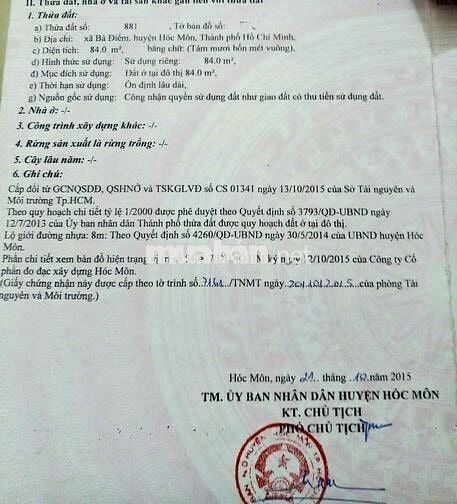 II. Thửa đất, nhà ở và tài sản khác gắn liền với thửa đất
1. Thửa đất:
a) Thửa đất số: 881 , Tờ bản đồ số:
b) Địa chỉ: xã Bà Điểm, huyện Hóc Môn, Thành phố Hồ Chí Minh.
c) Diện tích: 84.0 m², bằng chữ: (Tám mươi bốn mét vuông).
d) Hình thức sử dụng: Sử dụng riêng: 84.0 m²,
đ) Mục đích sử dụng: Đất ở tại đô thị 84.0 m²,
e) Thời hạn sử dụng: Ổn định lâu dài,
g) Nguồn gốc sử dụng: Công nhận quyền sử dụng đất như giao đất có thu tiền sử dụng đất.
2. Nhà ở: -/-
3. Công trình xây dựng khác: -/-
4. Rừng sản xuất là rừng trồng: -/-
5. Cây lâu năm: -/-
6. Ghi chú:
Cấp đổi từ GCNQSDĐ, QSHNỞ và TSKGLVĐ số CS 01341 ngày 13/10/2015 của Sở Tài nguyên và
Môi trường Tp.HCM.
Theo quy hoạch chi tiết tỷ lệ 1/2000 được phê duyệt theo Quyết định số 3793/QĐ-UBND ngày
12/7/2013 của Ủy ban nhân dân Thành phố thửa đất được quy hoạch đất ở tại đô thị.
Lộ giới đường nhựa: 8m: Theo Quyết định số 4260/QĐ-UBND ngày 30/5/2014 của UBND huyện Hóc
Môn.
Phần chi tiết xem bản đồ hiện trạng ký ngày 12/10/2015 của Công ty Cổ
phần đo đạc xây dựng Hóc Môn.
(Giấy chứng nhận này được cấp theo tờ trình số /TNMT ngày 20/10/2015 của phòng Tài
nguyên và Môi trường.)
Hóc Môn, ngày 21 tháng 10 năm 2015
TM. ỦY BAN NHÂN DÂN HUYỆN HÓC MÔN
KT. CHỦ TỊCH
PHÓ CHỦ TỊCH